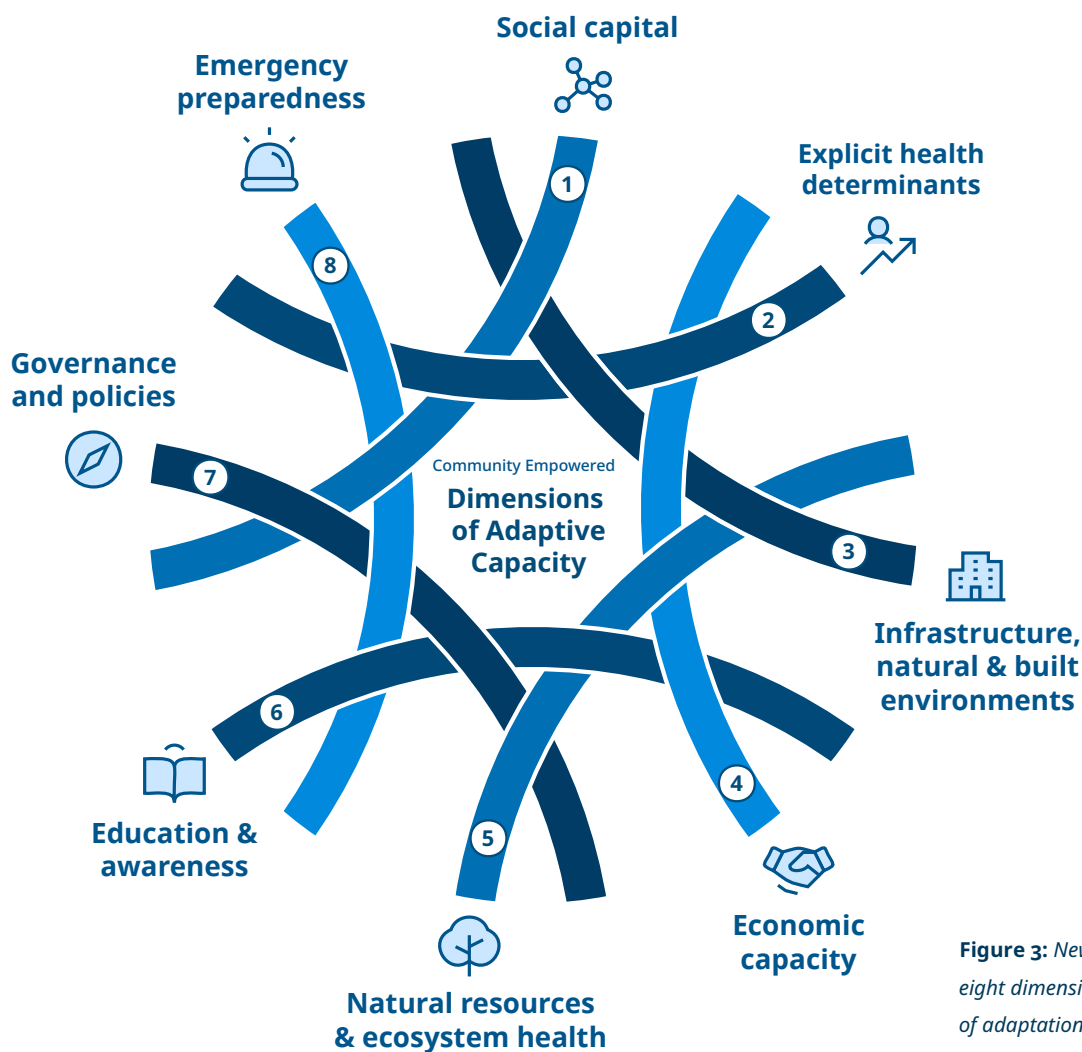 Social capital
Emergency
preparedness
Explicit health
determinants
1
8
2
Governance
and policies
Community Empowered
Dimensions
of Adaptive
Capacity
7
3
Infrastructure,
natural & built
environments
6
4
5
Education &
awareness
Economic
capacity
Natural resources
& ecosystem health
Figure 3:
of adaptation